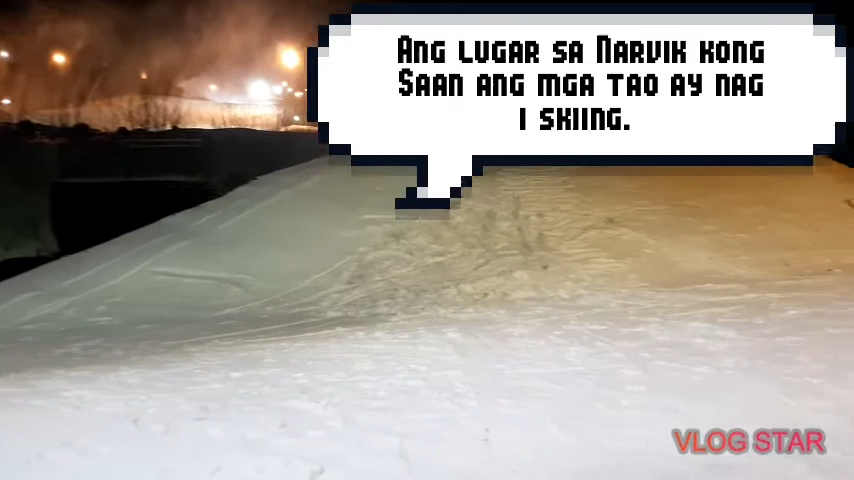 Ang lugar sa Narvik kong
Saan ang mga tao ay nag
i skiing.
VLOG STAR